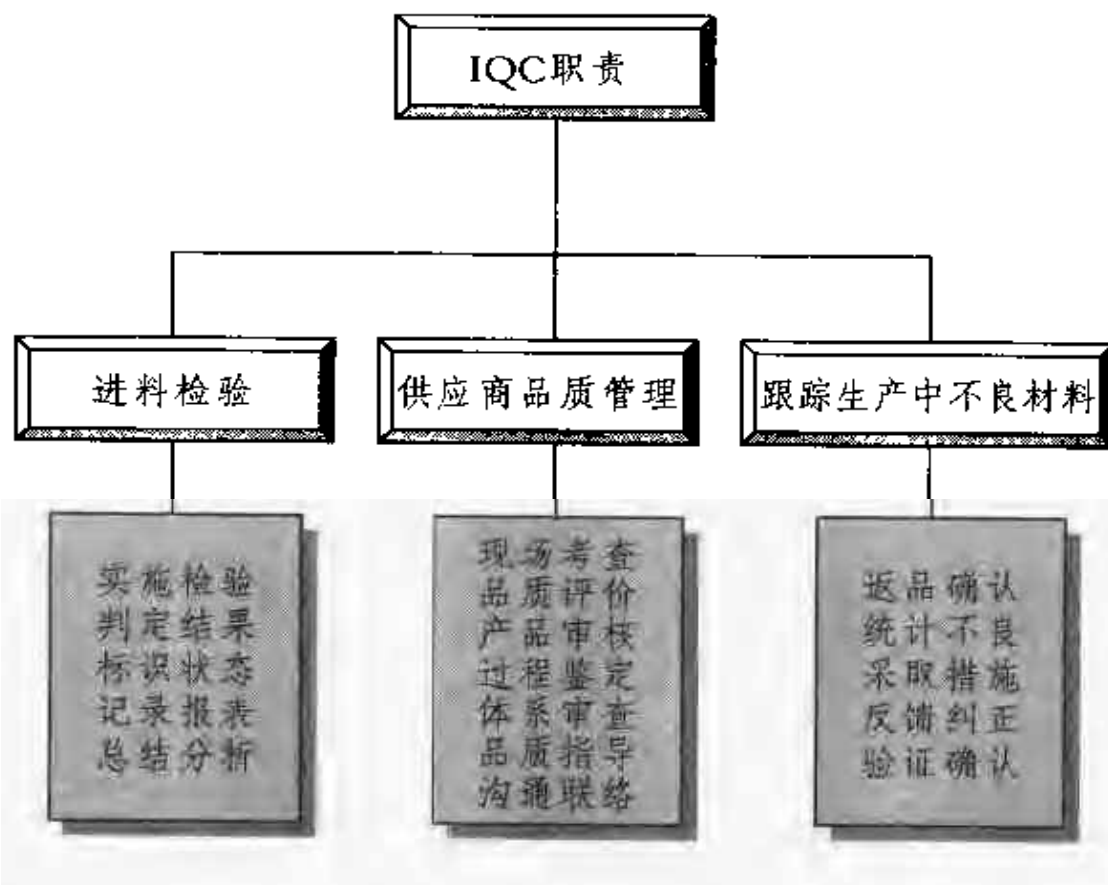 IQC职责
进料检验
供应商品质管理
跟踪生产中不良材料
实施检验
判定结果
标识状态
记录报表
总结分析
现场考查
品质评价
产品审核
过程鉴定
体系审查
品质指导
沟通联络
返品确认
统计不良
采取措施
反馈纠正
验证确认